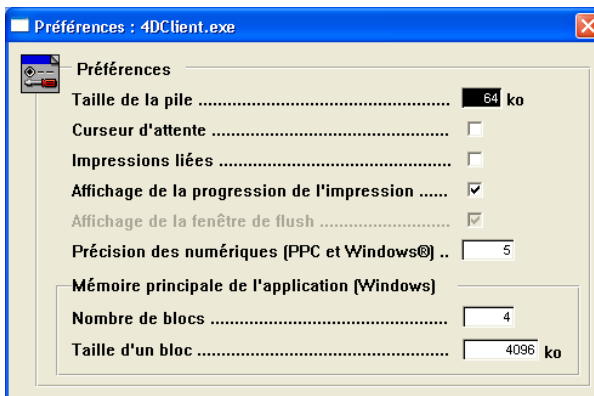 Préférences : 4DClient.exe
Préférences
Taille de la pile .................................................. 64 ko
Curseur d'attente ....................................................
Impressions liées ..............................................
Affichage de la progression de l'impression ......
Affichage de la fenêtre de flush ..........................
Précision des numériques (PPC et Windows®) .. 5
Mémoire principale de l'application (Windows)
Nombre de blocs ............................................... 4
Taille d'un bloc .................................................. 4096 ko